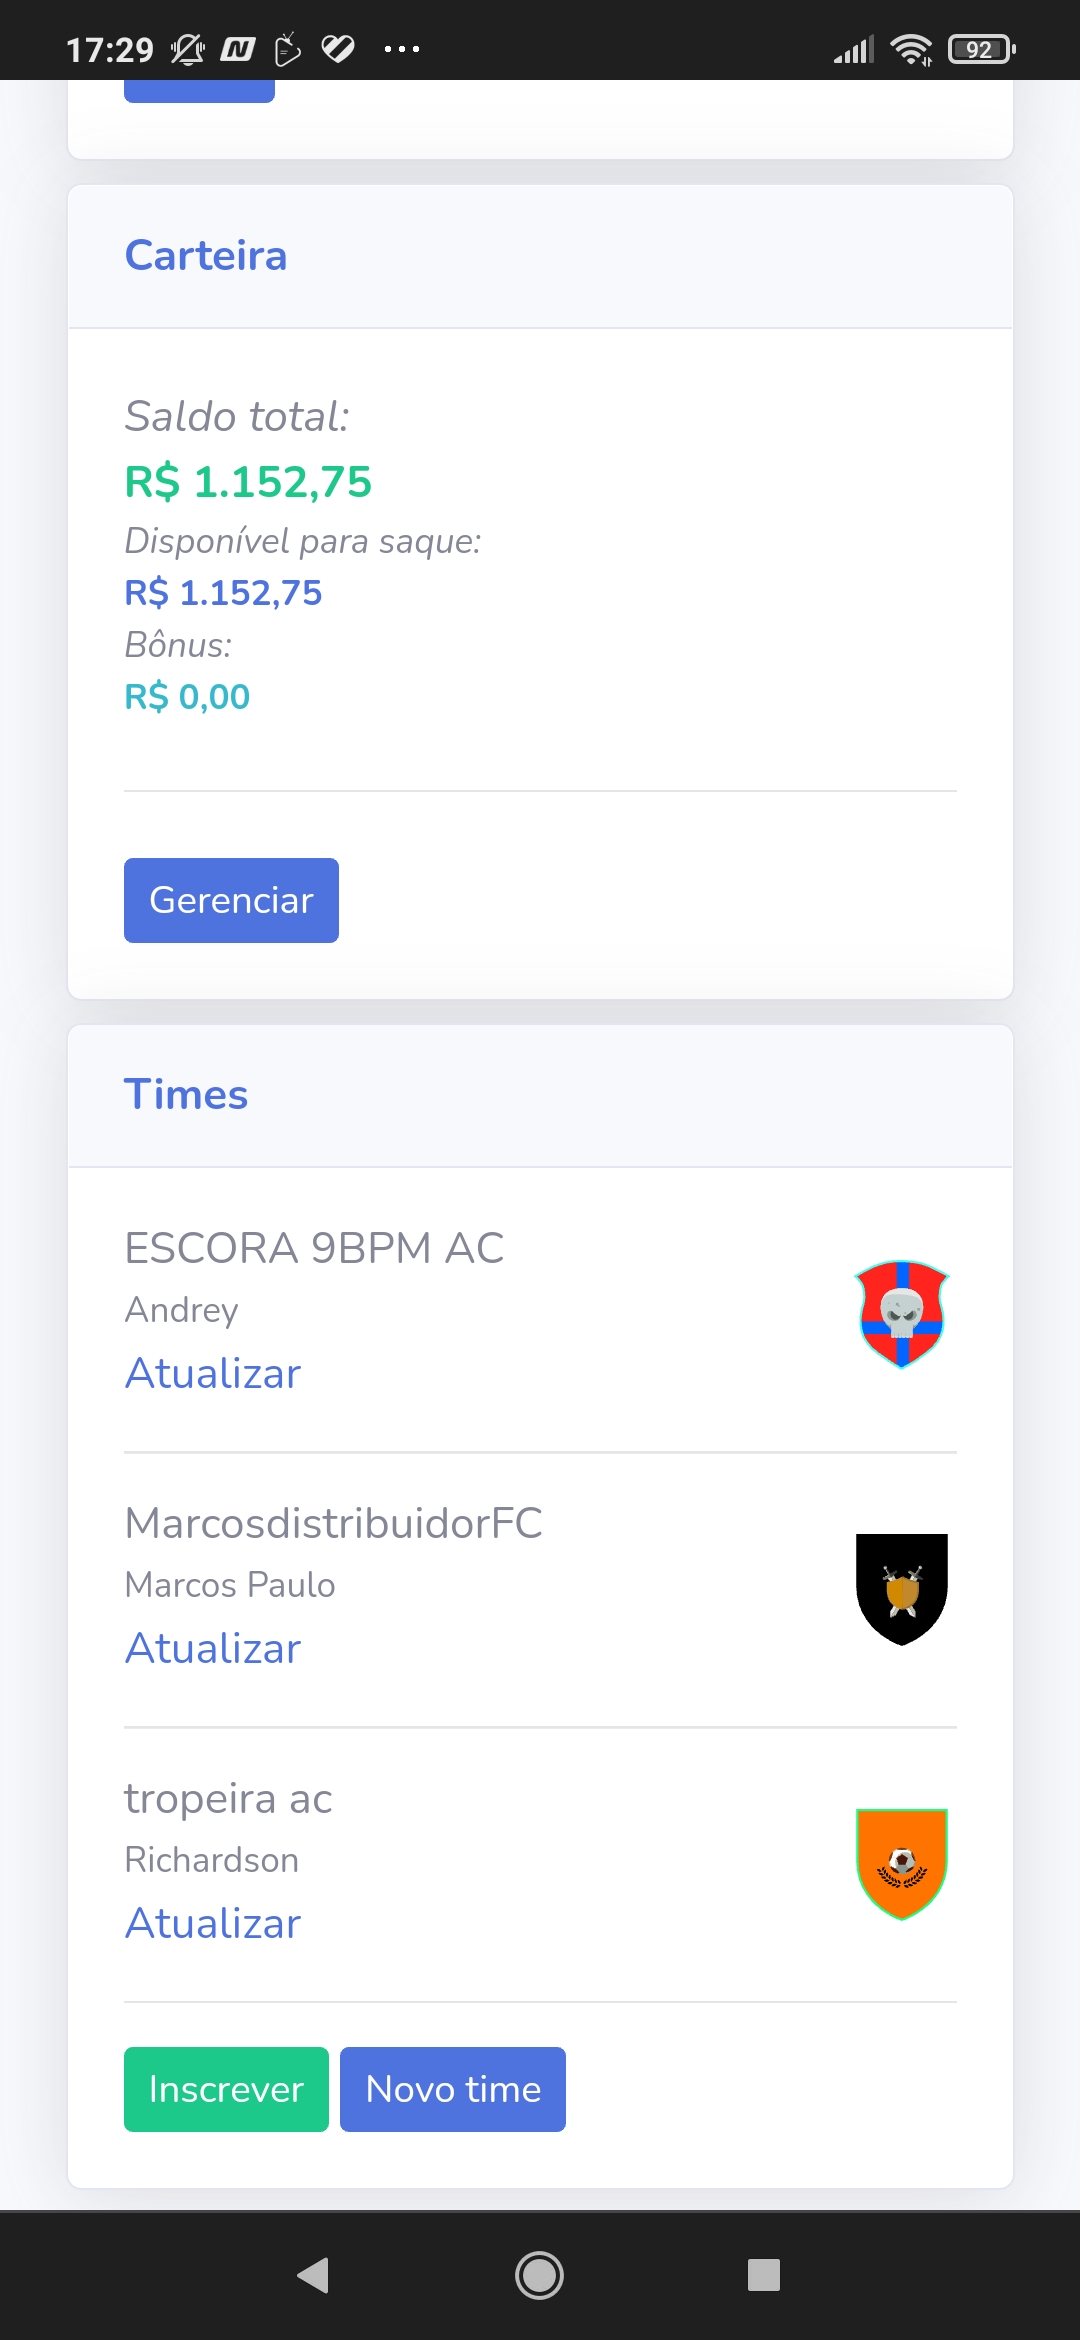 17:29
92
Carteira
Saldo total:
R$ 1.152,75
Disponível para saque:
R$ 1.152,75
Bônus:
R$ 0,00
Gerenciar
Times
ESCORA 9BPM AC
Andrey
Atualizar
MarcosdistribuidorFC
Marcos Paulo
Atualizar
tropeira ac
Richardson
Atualizar
Inscrever Novo time